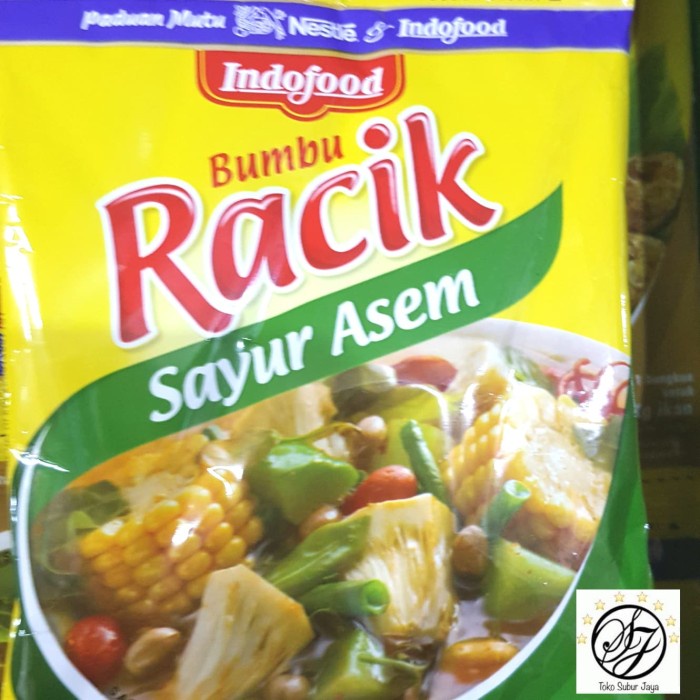 Paduan Mutu Nestlé & Indofood
Indofood
Bumbu
Racik
Sayur Asem
Toko Subur Jaya